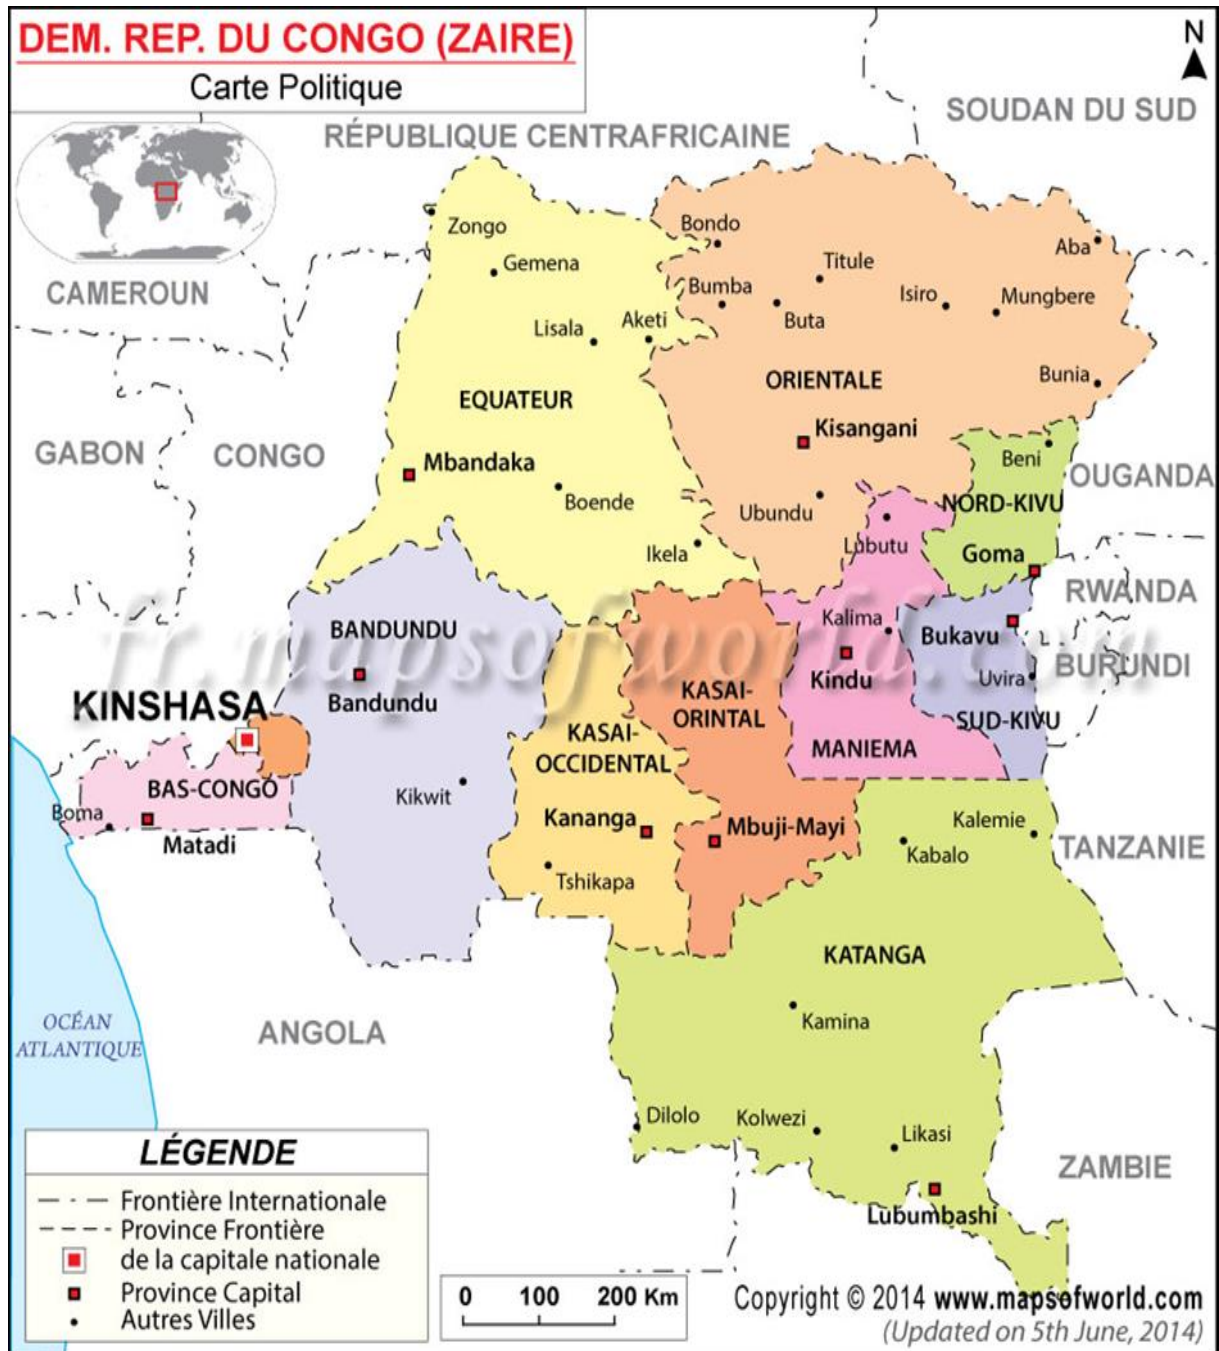 DEM. REP. DU CONGO (ZAIRE)
Carte Politique
N
SOUDAN DU SUD
RÉPUBLIQUE CENTRAFRICAINE
Zongo
Bondo
Aba
Gemena
Titule
CAMEROUN
Bumba
Isiro
Mungbere
Lisala
Aketi
Buta
EQUATEUR
ORIENTALE
Bunia
GABON
CONGO
Mbandaka
Kisangani
Beni
OUGANDA
Boende
Ubundu
NORD-KIVU
Ikela
Lubutu
Goma
RWANDA
fr.mapsofworld.com
BANDUNDU
Kalima
Bukavu
BURUNDI
Bandundu
KASAI-
ORINTAL
Kindu
Uvira
KINSHASA
KASAI-
OCCIDENTAL
MANIEMA
SUD-KIVU
BAS-CONGO
Kikwit
Boma
Matadi
Kananga
Mbuji-Mayi
Kalemie
Kabalo
TANZANIE
Tshikapa
KATANGA
OCÉAN
ATLANTIQUE
ANGOLA
Kamina
Dilolo
Kolwezi
Likasi
ZAMBIE
Lubumbashi
LÉGENDE
Frontière Internationale
Province Frontière
de la capitale nationale
Province Capital
Autres Villes
0 100 200 Km
Copyright © 2014 www.mapsofworld.com
(Updated on 5th June, 2014)